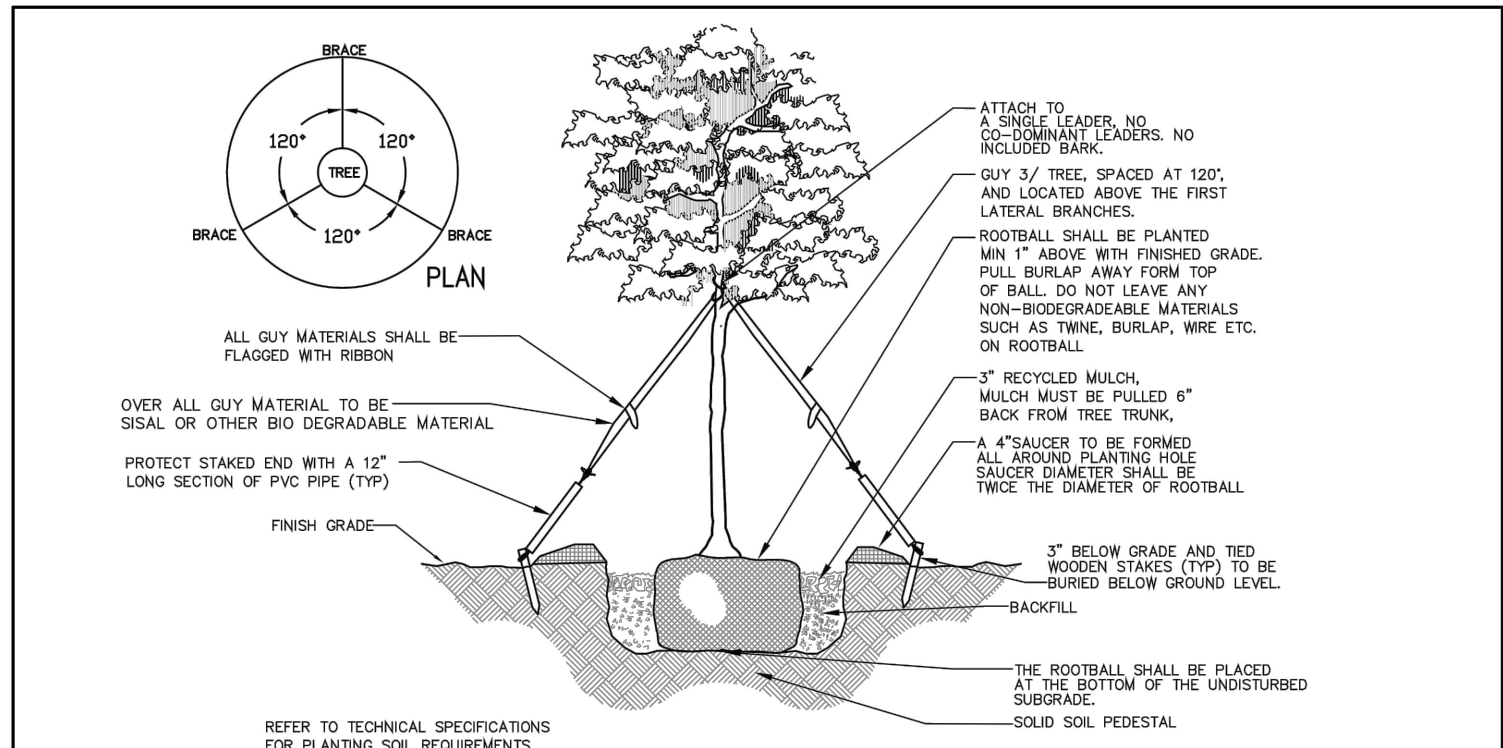 BRACE
120°
120°
TREE
120°
BRACE
BRACE
PLAN
ALL GUY MATERIALS SHALL BE
FLAGGED WITH RIBBON
OVER ALL GUY MATERIAL TO BE
SISAL OR OTHER BIO DEGRADABLE MATERIAL
PROTECT STAKED END WITH A 12"
LONG SECTION OF PVC PIPE (TYP)
FINISH GRADE
ATTACH TO
A SINGLE LEADER, NO
CO-DOMINANT LEADERS. NO
INCLUDED BARK.
GUY 3/ TREE, SPACED AT 120°,
AND LOCATED ABOVE THE FIRST
LATERAL BRANCHES.
ROOTBALL SHALL BE PLANTED
MIN 1" ABOVE WITH FINISHED GRADE.
PULL BURLAP AWAY FORM TOP
OF BALL. DO NOT LEAVE ANY
NON-BIODEGRADEABLE MATERIALS
SUCH AS TWINE, BURLAP, WIRE ETC.
ON ROOTBALL
3" RECYCLED MULCH,
MULCH MUST BE PULLED 6"
BACK FROM TREE TRUNK,
A 4"SAUCER TO BE FORMED
ALL AROUND PLANTING HOLE
SAUCER DIAMETER SHALL BE
TWICE THE DIAMETER OF ROOTBALL
3" BELOW GRADE AND TIED
WOODEN STAKES (TYP) TO BE
BURIED BELOW GROUND LEVEL.
BACKFILL
THE ROOTBALL SHALL BE PLACED
AT THE BOTTOM OF THE UNDISTURBED
SUBGRADE.
SOLID SOIL PEDESTAL
REFER TO TECHNICAL SPECIFICATIONS
FOR PLANTING SOIL REQUIREMENTS